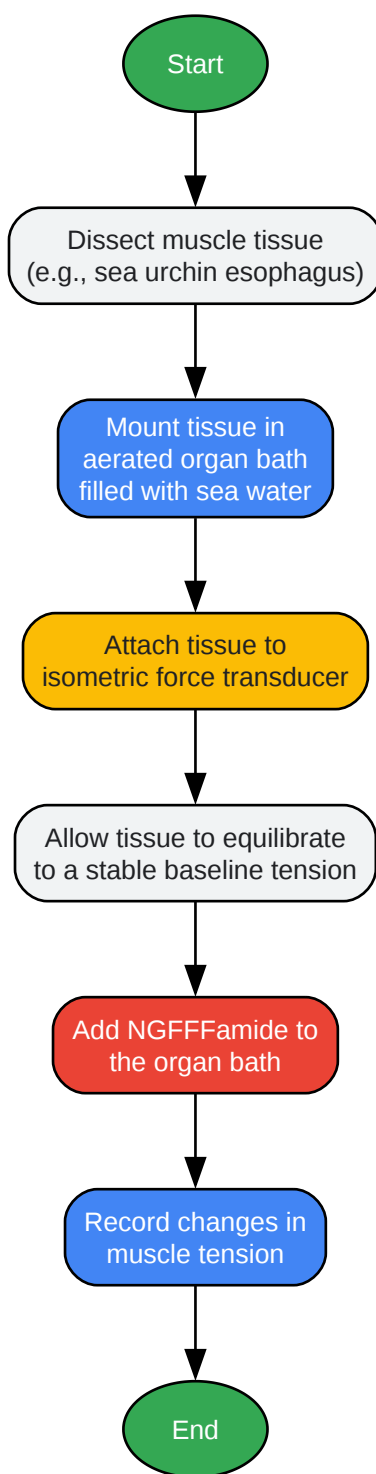 Start
Dissect muscle tissue
(e.g., sea urchin esophagus)
Mount tissue in
aerated organ bath
filled with sea water
Attach tissue to
isometric force transducer
Allow tissue to equilibrate
to a stable baseline tension
Add NGFFFamide to
the organ bath
Record changes in
muscle tension
End